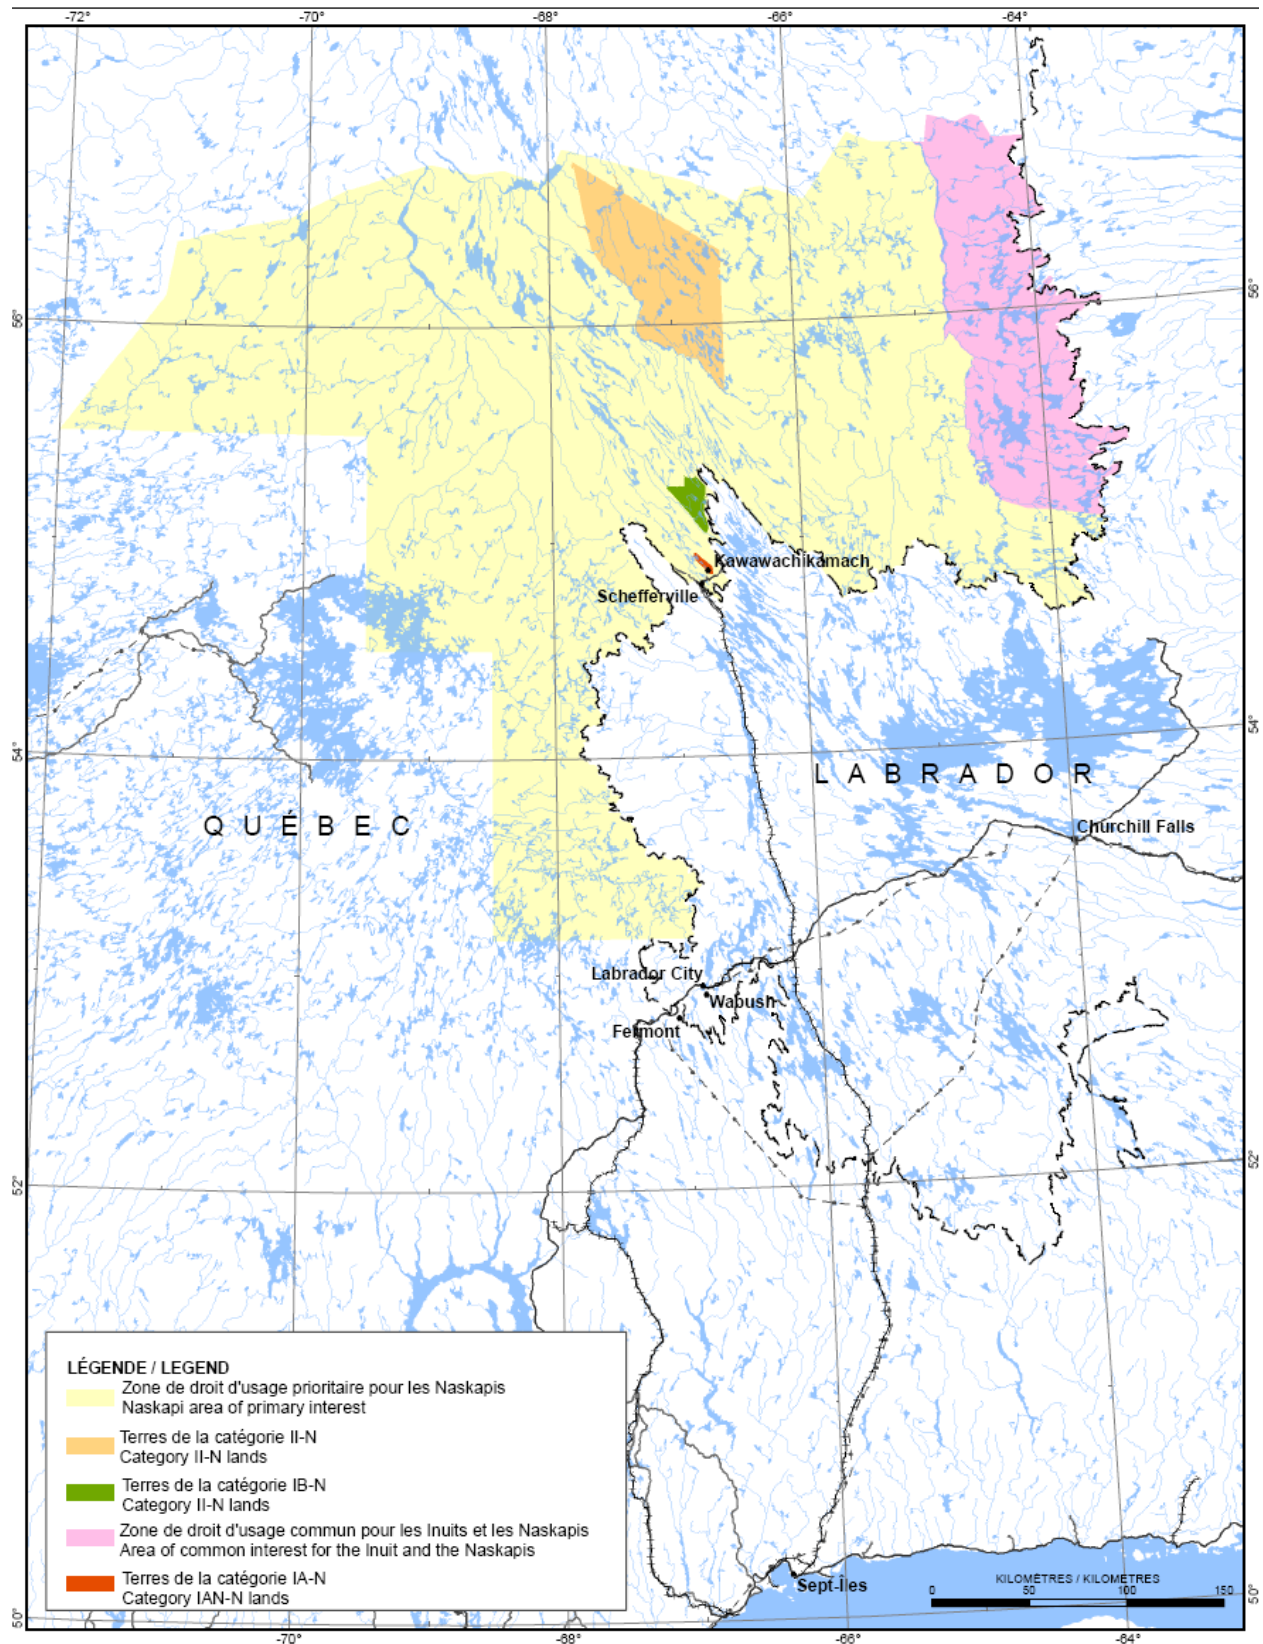 -72° -70° -68° -66° -64°
56° 56°
Kawawachikamach
Schefferville
54° 54°
LABRADOR
QUÉBEC
Churchill Falls
Labrador City
Wabush
Fermont
52° 52°
LÉGENDE / LEGEND
Zone de droit d'usage prioritaire pour les Naskapis
Naskapi area of primary interest
Terres de la catégorie II-N
Category II-N lands
Terres de la catégorie IB-N
Category II-N lands
Zone de droit d'usage commun pour les Inuits et les Naskapis
Area of common interest for the Inuit and the Naskapis
Terres de la catégorie IA-N
Category IAN-N lands
Sept-Îles
KILOMÈTRES / KILOMETRES
0 50 100 150
50° 50°
-70° -68° -66° -64°